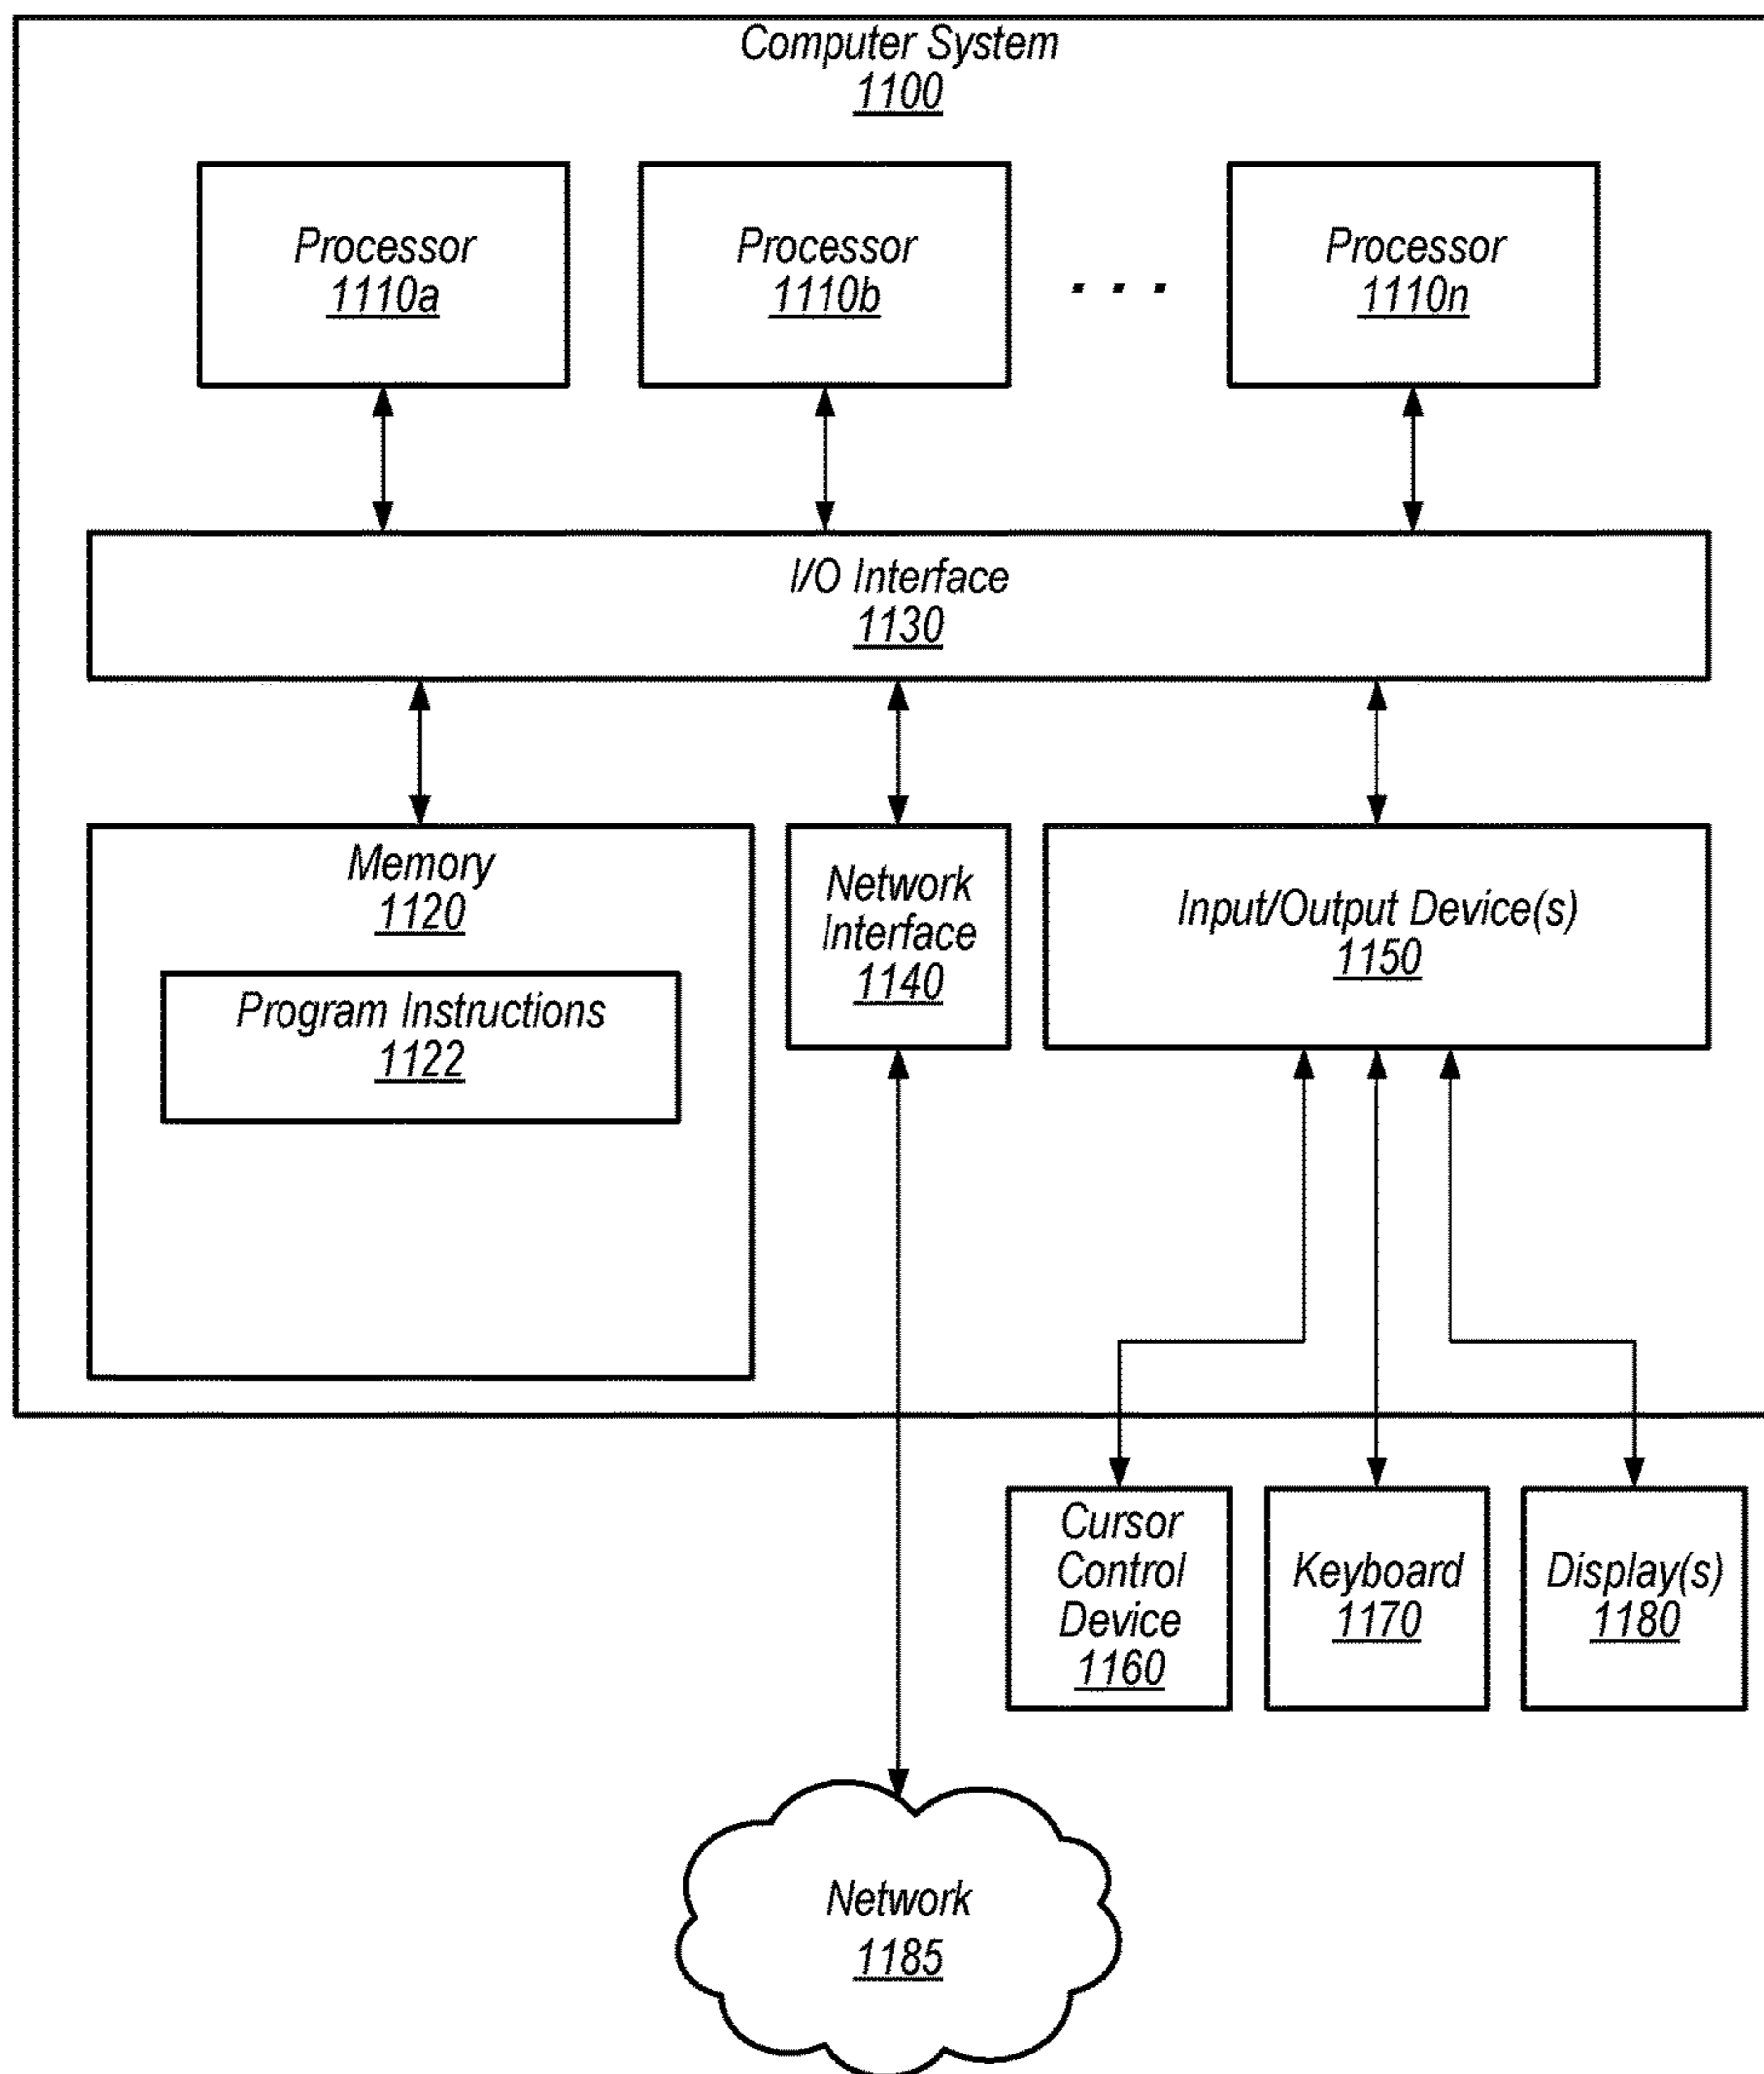 Computer System
1100
Processor
1110a
Processor
1110b
. . .
Processor
1110n
I/O Interface
1130
Memory
1120
Program Instructions
1122
Network
Interface
1140
Input/Output Device(s)
1150
Cursor
Control
Device
1160
Keyboard
1170
Display(s)
1180
Network
1185